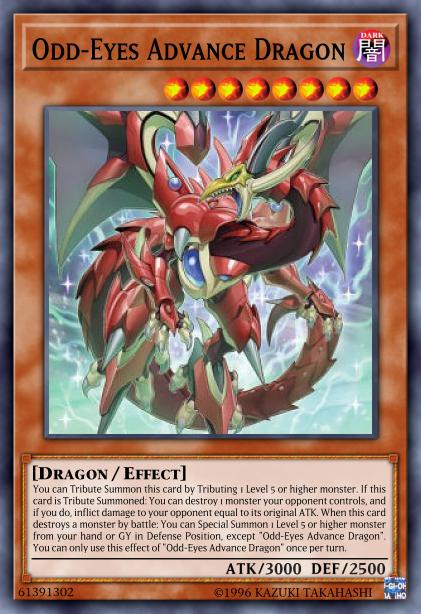 ODD-EYES ADVANCE DRAGON
DARK
闇
[DRAGON / EFFECT]
You can Tribute Summon this card by Tributing 1 Level 5 or higher monster. If this
card is Tribute Summoned: You can destroy 1 monster your opponent controls, and
if you do, inflict damage to your opponent equal to its original ATK. When this card
destroys a monster by battle: You can Special Summon 1 Level 5 or higher monster
from your hand or GY in Defense Position, except "Odd-Eyes Advance Dragon".
You can only use this effect of "Odd-Eyes Advance Dragon" once per turn.
ATK/3000 DEF/2500
61391302
©1996 KAZUKI TAKAHASHI